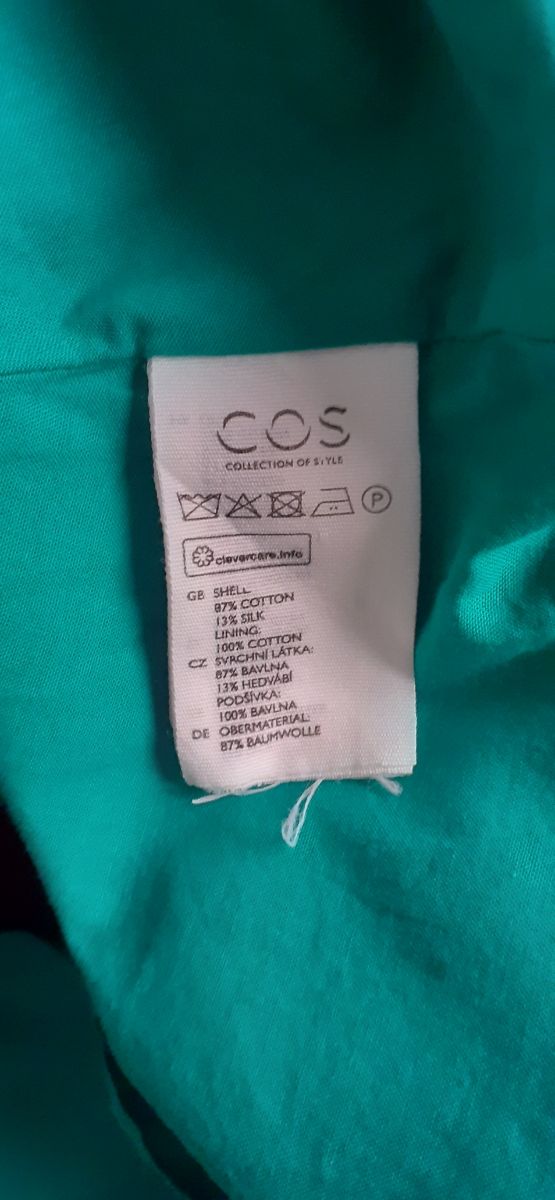 COS
COLLECTION OF STYLE
P
clevercare.info
GB SHELL:
87% COTTON
13% SILK
LINING:
100% COTTON
CZ SVRCHNÍ LÁTKA:
87% BAVLNA
13% HEDVÁBÍ
PODŠÍVKA:
100% BAVLNA
DE OBERMATERIAL:
87% BAUMWOLLE